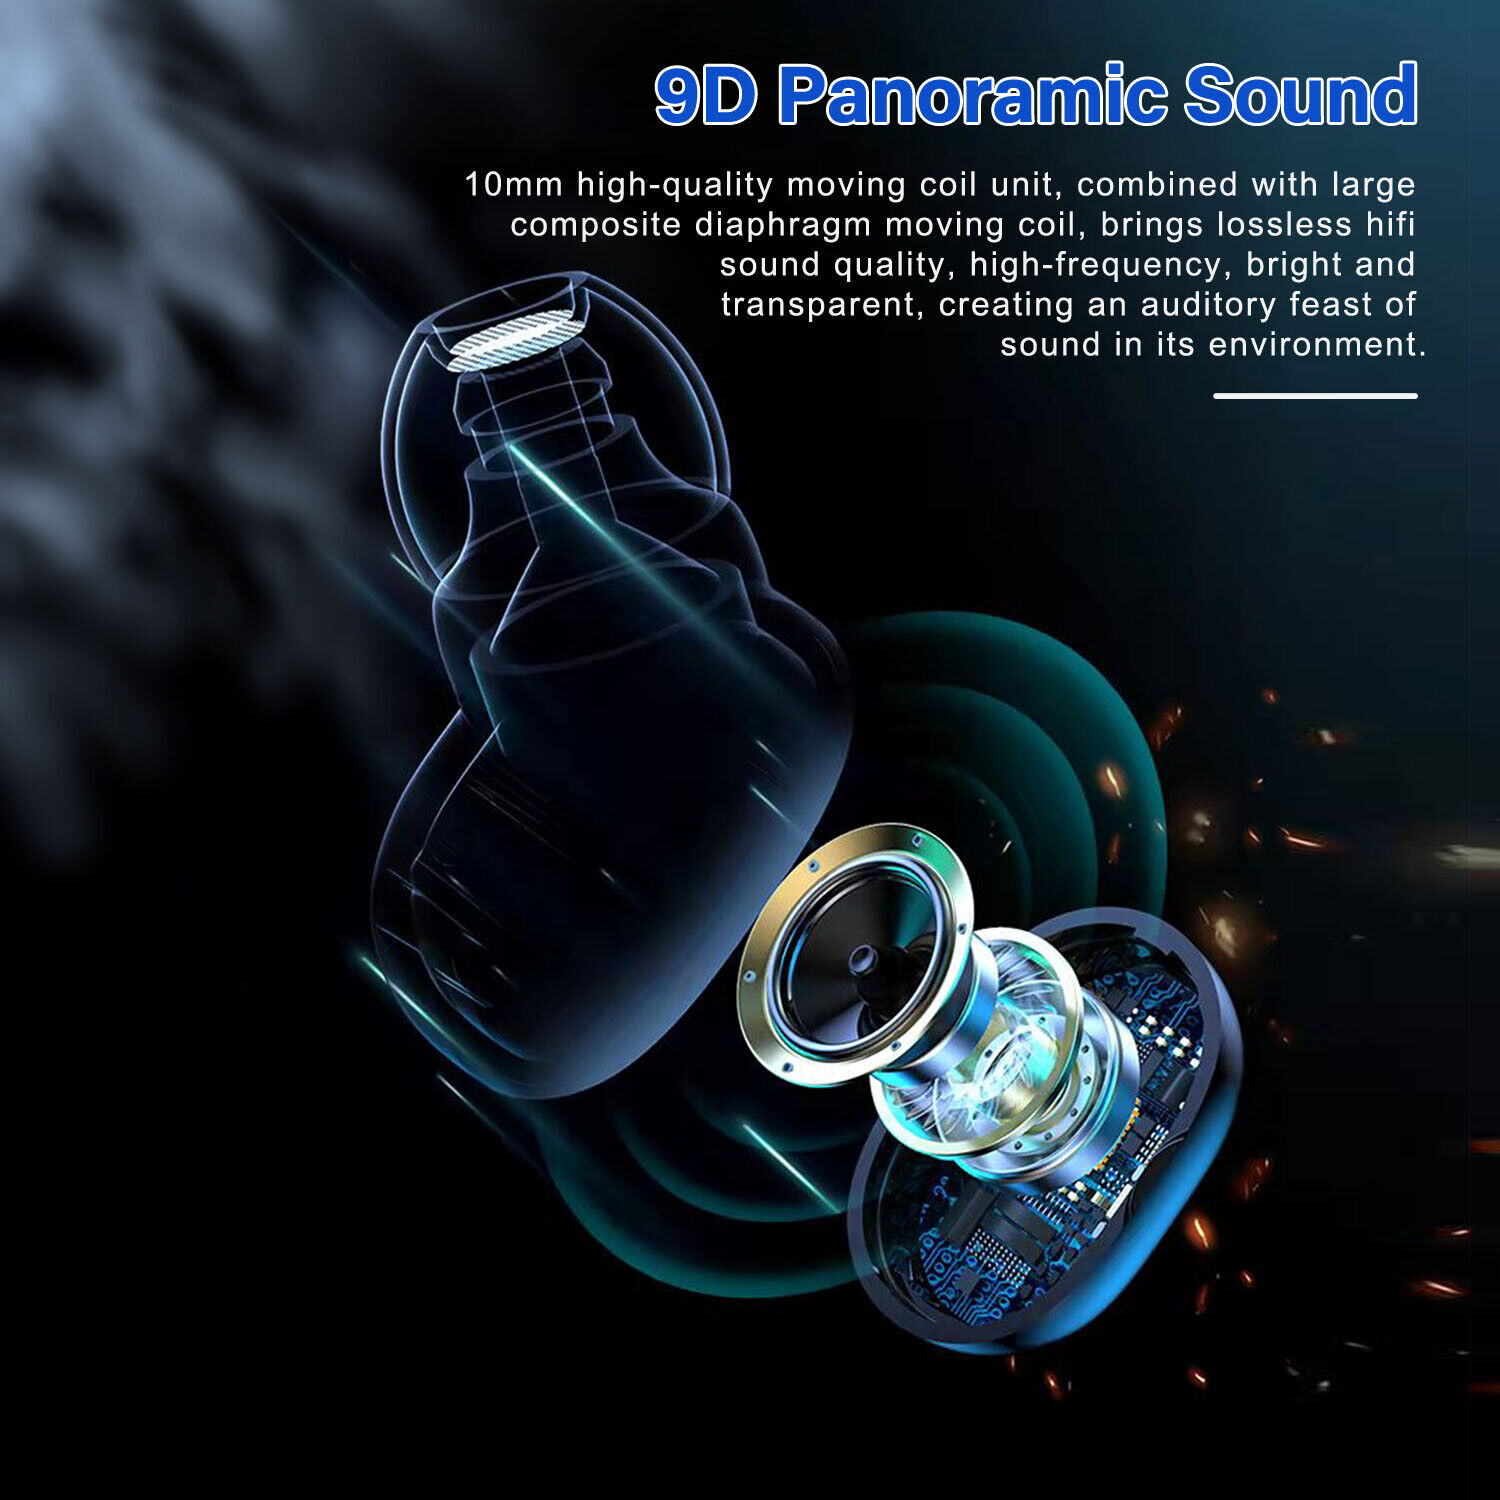 9D Panoramic Sound
10mm high-quality moving coil unit, combined with large
composite diaphragm moving coil, brings lossless hifi
sound quality, high-frequency, bright and
transparent, creating an auditory feast of
sound in its environment.